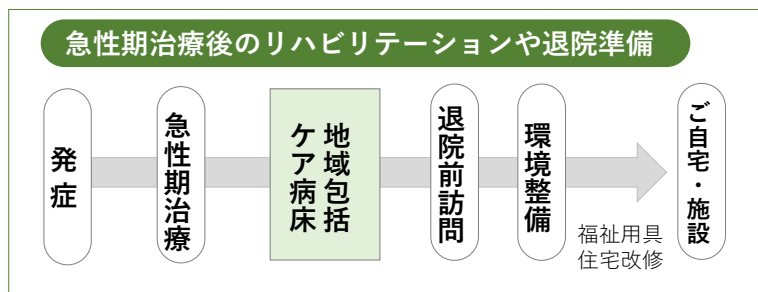 急性期治療後のリハビリテーションや退院準備
発症
急性期治療
地域包括
ケア病床
退院前訪問
環境整備
福祉用具
住宅改修
ご自宅・施設